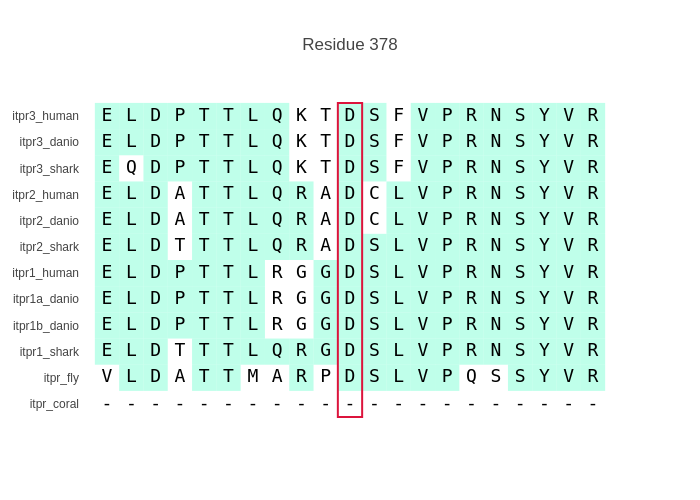 Residue 378
itpr3_human E L D P T T L Q K T D S F V P R N S Y V R
itpr3_danio E L D P T T L Q K T D S F V P R N S Y V R
itpr3_shark E Q D P T T L Q K T D S F V P R N S Y V R
itpr2_human E L D A T T L Q R A D C L V P R N S Y V R
itpr2_danio E L D A T T L Q R A D C L V P R N S Y V R
itpr2_shark E L D T T T L Q R A D S L V P R N S Y V R
itpr1_human E L D P T T L R G G D S L V P R N S Y V R
itpr1a_danio E L D P T T L R G G D S L V P R N S Y V R
itpr1b_danio E L D P T T L R G G D S L V P R N S Y V R
itpr1_shark E L D T T T L Q R G D S L V P R N S Y V R
itpr_fly V L D A T T M A R P D S L V P Q S S Y V R
itpr_coral - - - - - - - - - - - - - - - - - - - - -